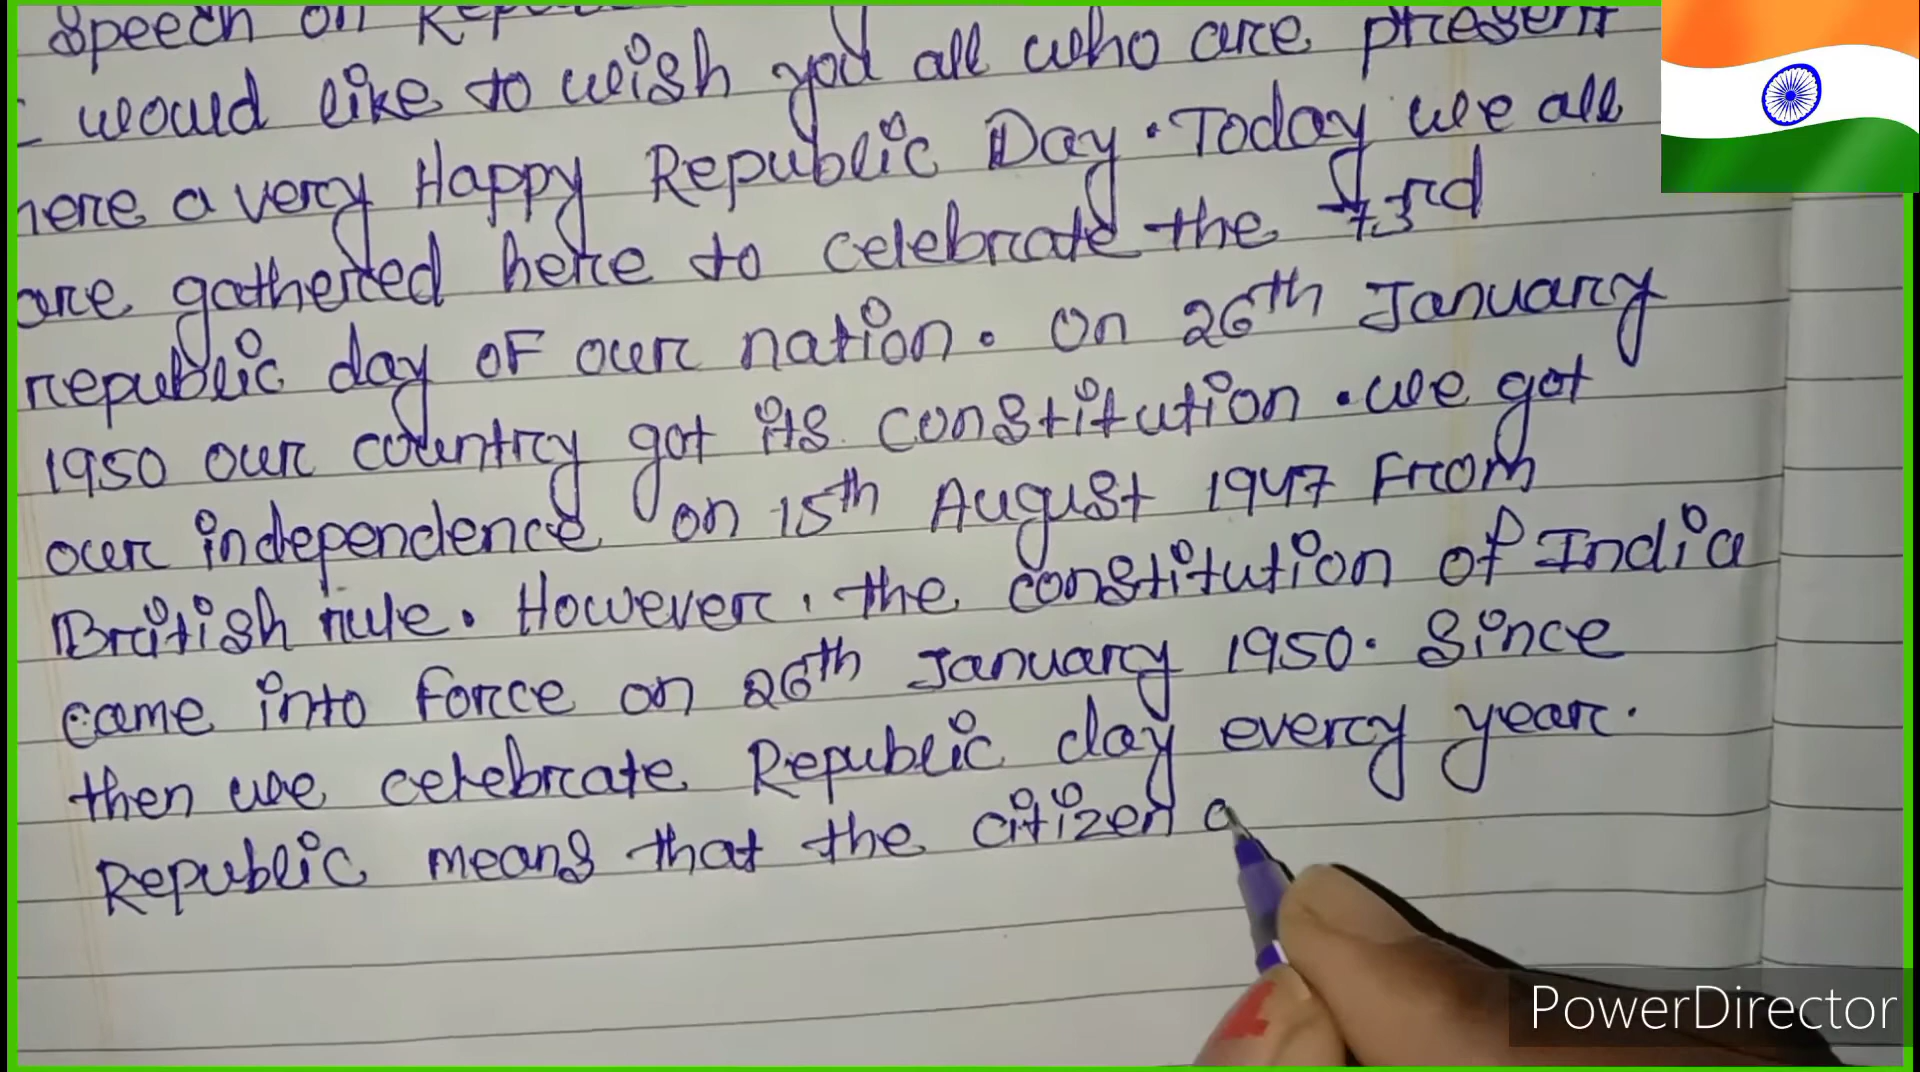 speech on Republic
I would like to wish you all who are present
here a very Happy Republic Day. Today we all
are gathered here to celebrate the 73rd
republic day of our nation. On 26th January
1950 our country got its constitution. we got
our independence on 15th August 1947 From
British rule. However, the constitution of India
came into force on 26th January 1950. Since
then we celebrate Republic day every year.
Republic means that the citizen o
PowerDirector